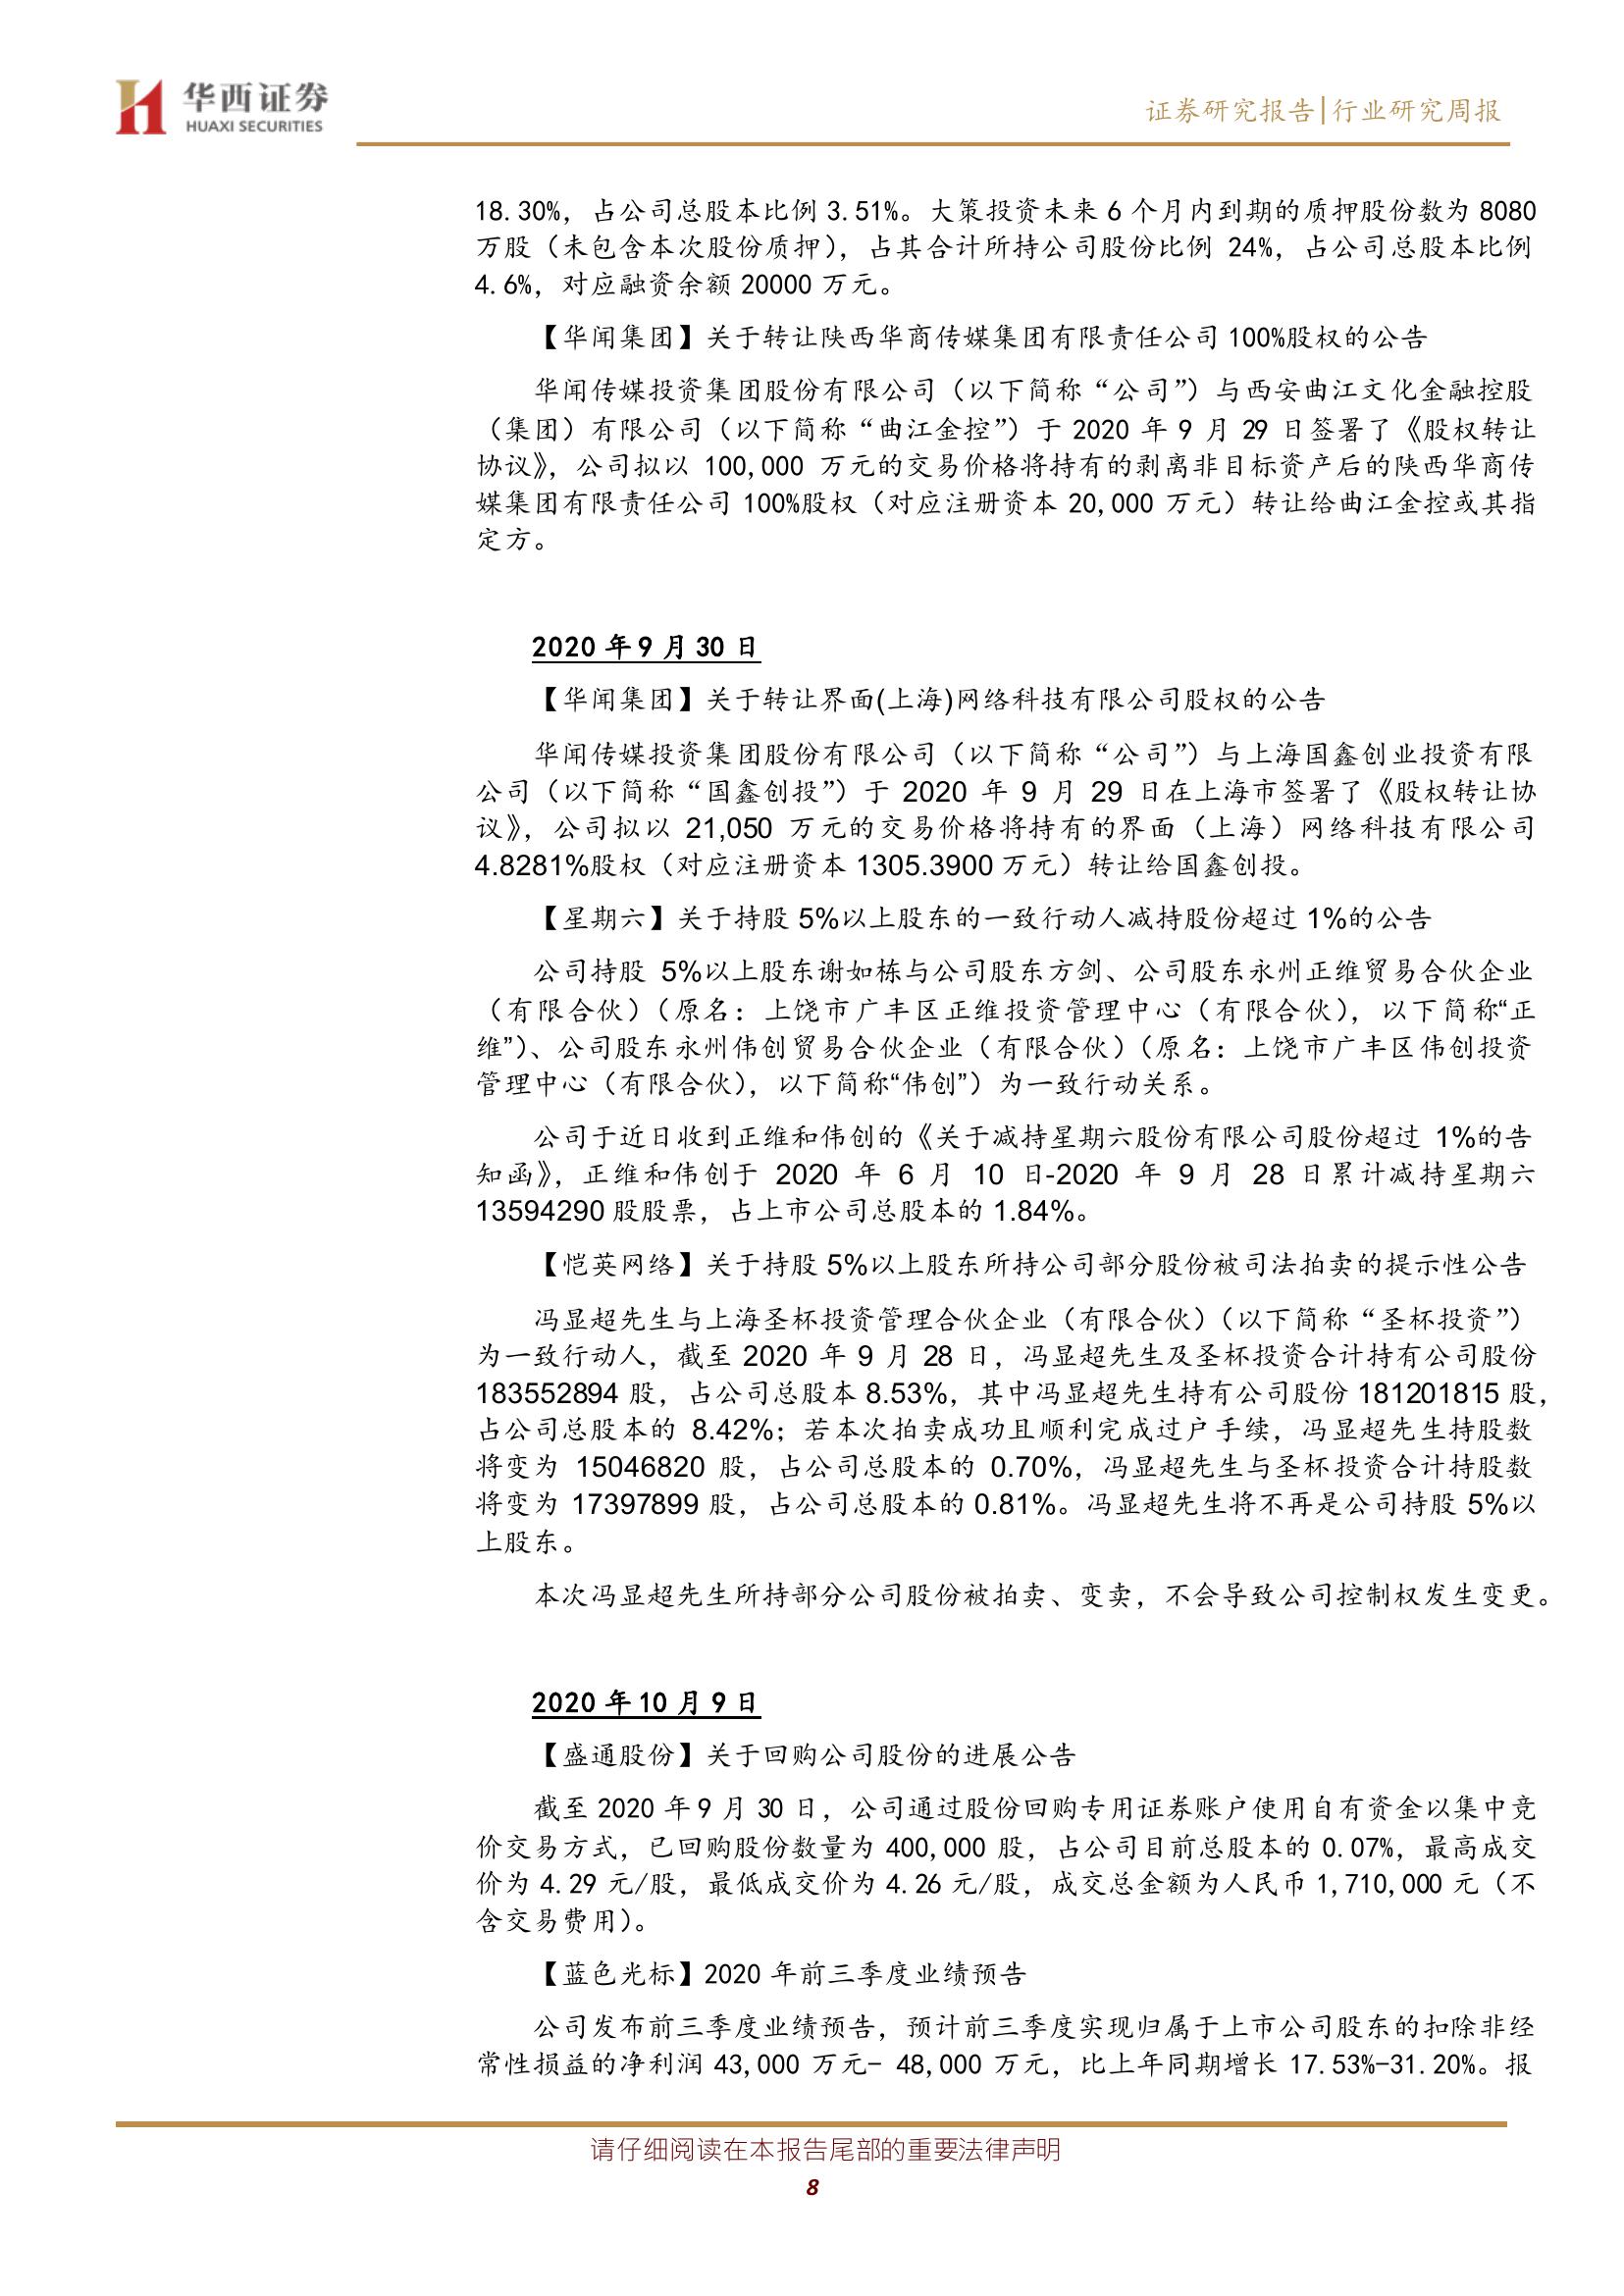 华西证券
HUAXI SECURITIES
证券研究报告|行业研究周报
18.30%，占公司总股本比例 3.51%。大策投资未来 6 个月内到期的质押股份数为 8080
万股（未包含本次股份质押），占其合计所持公司股份比例 24%，占公司总股本比例
4.6%，对应融资余额 20000 万元。
【华闻集团】关于转让陕西华商传媒集团有限责任公司 100%股权的公告
华闻传媒投资集团股份有限公司（以下简称“公司”）与西安曲江文化金融控股
（集团）有限公司（以下简称“曲江金控”）于 2020 年 9 月 29 日签署了《股权转让
协议》，公司拟以 100,000 万元的交易价格将持有的剥离非目标资产后的陕西华商传
媒集团有限责任公司 100%股权（对应注册资本 20,000 万元）转让给曲江金控或其指
定方。
2020 年 9 月 30 日
【华闻集团】关于转让界面(上海)网络科技有限公司股权的公告
华闻传媒投资集团股份有限公司（以下简称“公司”）与上海国鑫创业投资有限
公司（以下简称“国鑫创投”）于 2020 年 9 月 29 日在上海市签署了《股权转让协
议》，公司拟以 21,050 万元的交易价格将持有的界面（上海）网络科技有限公司
4.8281%股权（对应注册资本 1305.3900 万元）转让给国鑫创投。
【星期六】关于持股 5%以上股东的一致行动人减持股份超过 1%的公告
公司持股 5%以上股东谢如栋与公司股东方剑、公司股东永州正维贸易合伙企业
（有限合伙）（原名：上饶市广丰区正维投资管理中心（有限合伙），以下简称“正
维”）、公司股东永州伟创贸易合伙企业（有限合伙）（原名：上饶市广丰区伟创投资
管理中心（有限合伙），以下简称“伟创”）为一致行动关系。
公司于近日收到正维和伟创的《关于减持星期六股份有限公司股份超过 1%的告
知函》，正维和伟创于 2020 年 6 月 10 日-2020 年 9 月 28 日累计减持星期六
13594290 股股票，占上市公司总股本的 1.84%。
【恺英网络】关于持股 5%以上股东所持公司部分股份被司法拍卖的提示性公告
冯显超先生与上海圣杯投资管理合伙企业（有限合伙）（以下简称“圣杯投资”）
为一致行动人，截至 2020 年 9 月 28 日，冯显超先生及圣杯投资合计持有公司股份
183552894 股，占公司总股本 8.53%，其中冯显超先生持有公司股份 181201815 股，
占公司总股本的 8.42%；若本次拍卖成功且顺利完成过户手续，冯显超先生持股数
将变为 15046820 股，占公司总股本的 0.70%，冯显超先生与圣杯投资合计持股数
将变为 17397899 股，占公司总股本的 0.81%。冯显超先生将不再是公司持股 5%以
上股东。
本次冯显超先生所持部分公司股份被拍卖、变卖，不会导致公司控制权发生变更。
2020 年 10 月 9 日
【盛通股份】关于回购公司股份的进展公告
截至 2020 年 9 月 30 日，公司通过股份回购专用证券账户使用自有资金以集中竞
价交易方式，已回购股份数量为 400,000 股，占公司目前总股本的 0.07%，最高成交
价为 4.29 元/股，最低成交价为 4.26 元/股，成交总金额为人民币 1,710,000 元（不
含交易费用）。
【蓝色光标】2020 年前三季度业绩预告
公司发布前三季度业绩预告，预计前三季度实现归属于上市公司股东的扣除非经
常性损益的净利润 43,000 万元- 48,000 万元，比上年同期增长 17.53%-31.20%。报
请仔细阅读在本报告尾部的重要法律声明
8